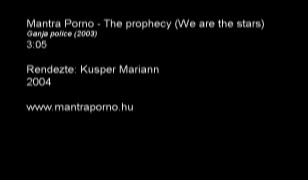 Mantra Porno - The prophecy (We are the stars)
Ganja police (2003)
3:05
Rendezte: Kusper Mariann
2004
www.mantraporno.hu